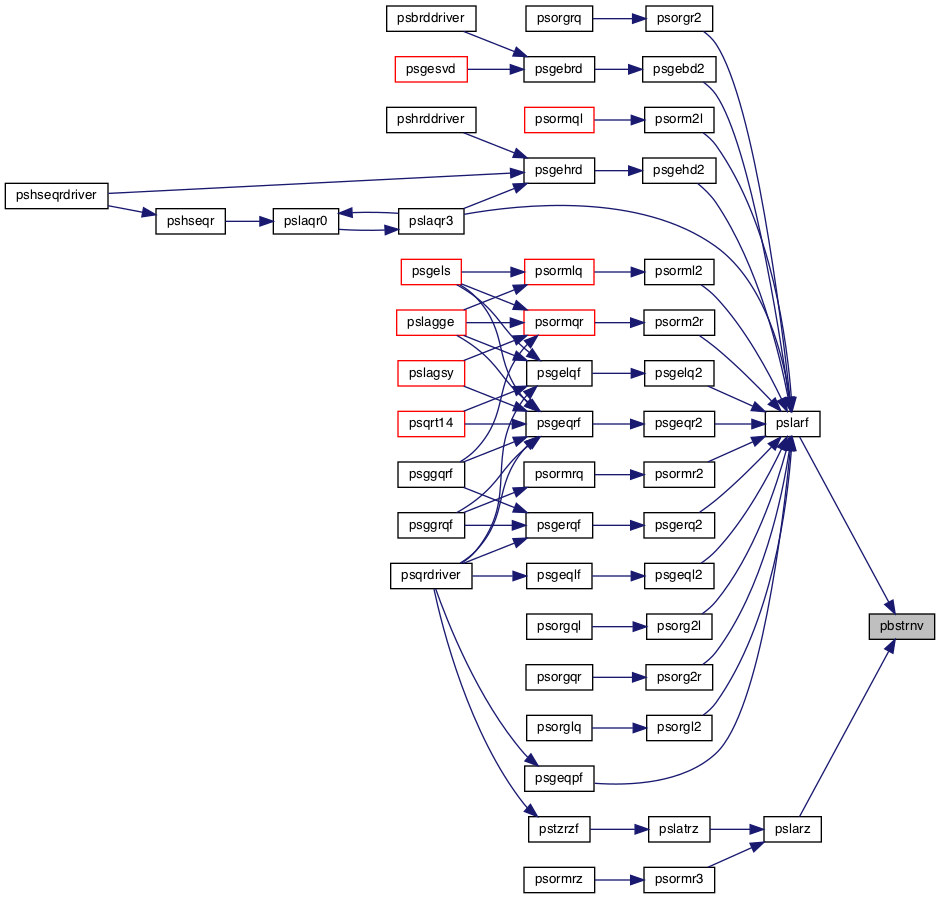 psbrddriver
psorgrq
psorgr2
psgesvd
psgebrd
psgebd2
pshrddriver
psormql
psorm2l
psgehrd
psgehd2
pshseqrdriver
pshseqr
pslaqr0
pslaqr3
psgels
psormlq
psorml2
pslagge
psormqr
psorm2r
pslagsy
psgelqf
psgelq2
psqrt14
psgeqrf
psgeqr2
pslarf
psggqrf
psormrq
psormr2
psggrqf
psgerqf
psgerq2
psqrdriver
psgeqlf
psgeql2
psorgql
psorg2l
pbstrnv
psorgqr
psorg2r
psorglq
psorgl2
psgeqpf
pstzrzf
pslatrz
pslarz
psormrz
psormr3